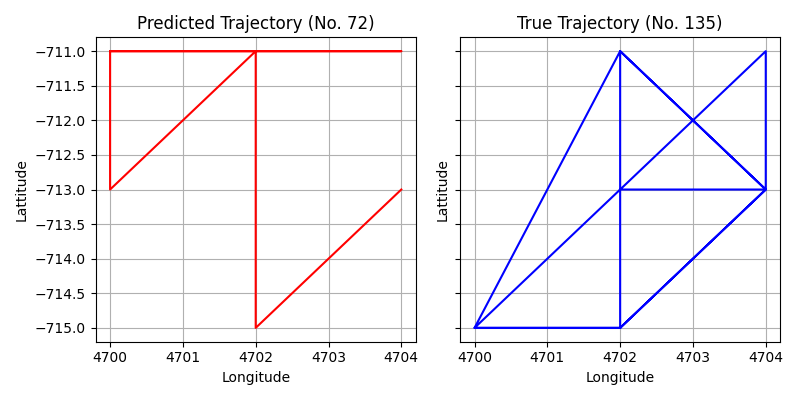 Predicted Trajectory (No. 72)
True Trajectory (No. 135)
−711.0
−711.5
−712.0
−712.5
−713.0
−713.5
−714.0
−714.5
−715.0
Lattitude
Lattitude
4700 4701 4702 4703 4704
4700 4701 4702 4703 4704
Longitude
Longitude